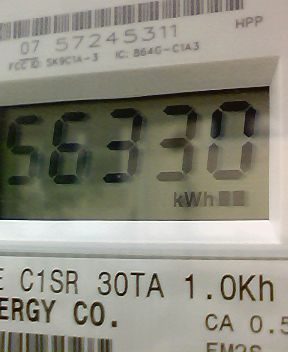 HPP
07 57245311
FCC ID: SK9C1A-3 IC: 864G-C1A3
56330
kWh
E C1SR 30TA 1.0Kh
ERGY CO.
CA 0.5